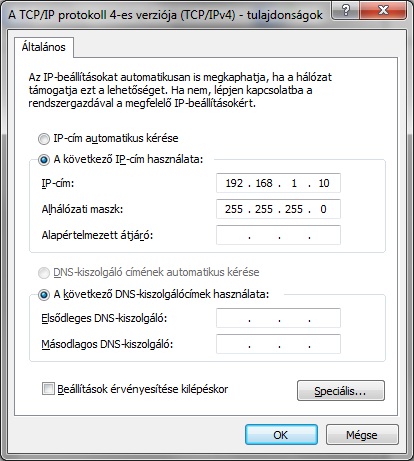 A TCP/IP protokoll 4-es verziója (TCP/IPv4) - tulajdonságok
Általános
Az IP-beállításokat automatikusan is megkaphatja, ha a hálózat
támogatja ezt a lehetőséget. Ha nem, lépjen kapcsolatba a
rendszergazdával a megfelelő IP-beállításokért.
IP-cím automatikus kérése
A következő IP-cím használata:
IP-cím: 192 . 168 . 1 . 10
Alhálózati maszk: 255 . 255 . 255 . 0
Alapértelmezett átjáró: . . .
DNS-kiszolgáló címének automatikus kérése
A következő DNS-kiszolgálócímek használata:
Elsődleges DNS-kiszolgáló: . . .
Másodlagos DNS-kiszolgáló: . . .
Beállítások érvényesítése kilépéskor
Speciális...
OK Mégse